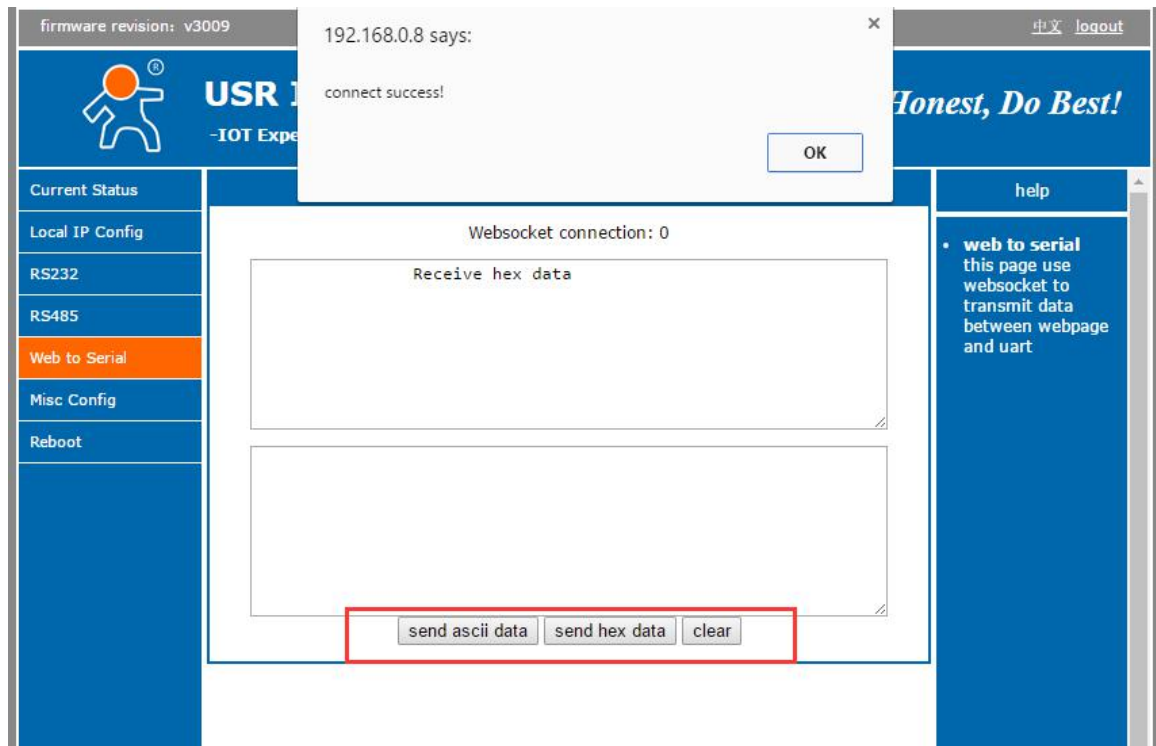 firmware revision: v3009
中文 logout
192.168.0.8 says:
×
connect success!
OK
®
USR
-IOT
Honest, Do Best!
Current Status
Local IP Config
RS232
RS485
Web to Serial
Misc Config
Reboot
Websocket connection: 0
Receive hex data
send ascii data send hex data clear
help
• web to serial
this page use
websocket to
transmit data
between webpage
and uart